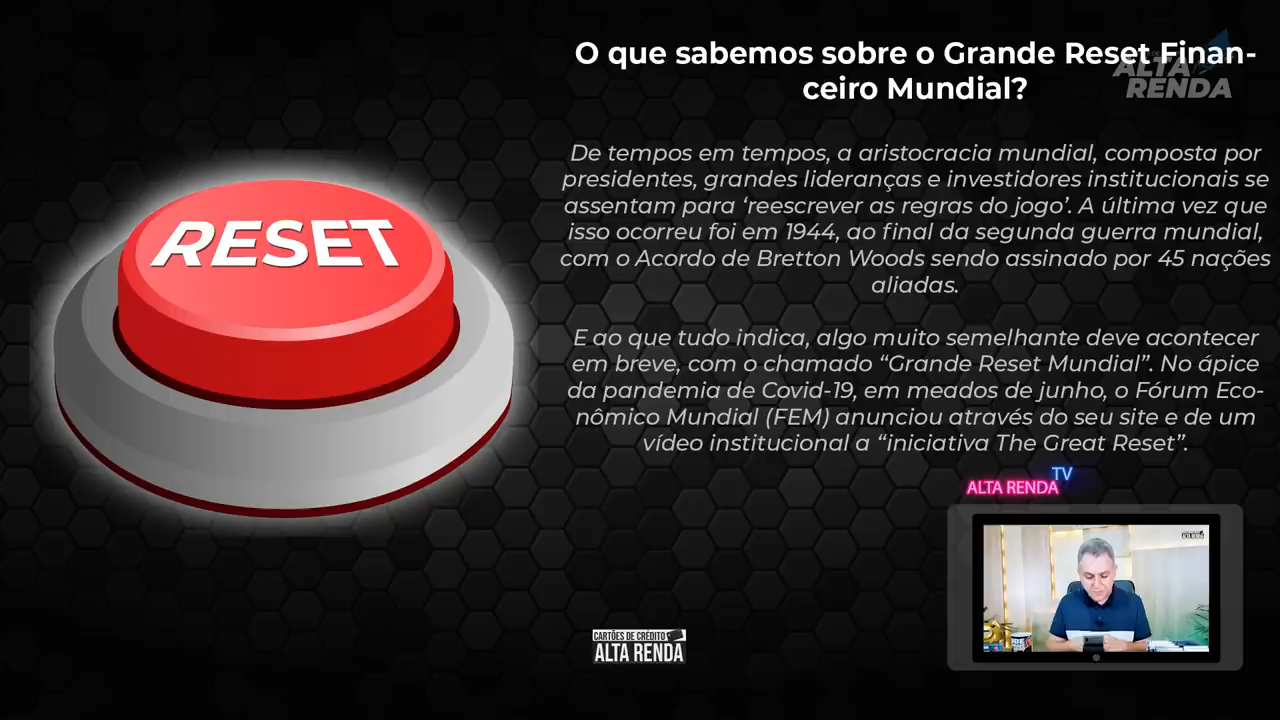 O que sabemos sobre o Grande Reset Finan-
ceiro Mundial?
ALTA
RENDA
RESET
De tempos em tempos, a aristocracia mundial, composta por
presidentes, grandes lideranças e investidores institucionais se
assentam para ‘reescrever as regras do jogo’. A última vez que
isso ocorreu foi em 1944, ao final da segunda guerra mundial,
com o Acordo de Bretton Woods sendo assinado por 45 nações
aliadas.
E ao que tudo indica, algo muito semelhante deve acontecer
em breve, com o chamado “Grande Reset Mundial”. No ápice
da pandemia de Covid-19, em meados de junho, o Fórum Eco-
nômico Mundial (FEM) anunciou através do seu site e de um
vídeo institucional a “iniciativa The Great Reset”.
ALTA RENDA TV
CARTÕES DE CRÉDITO
ALTA RENDA